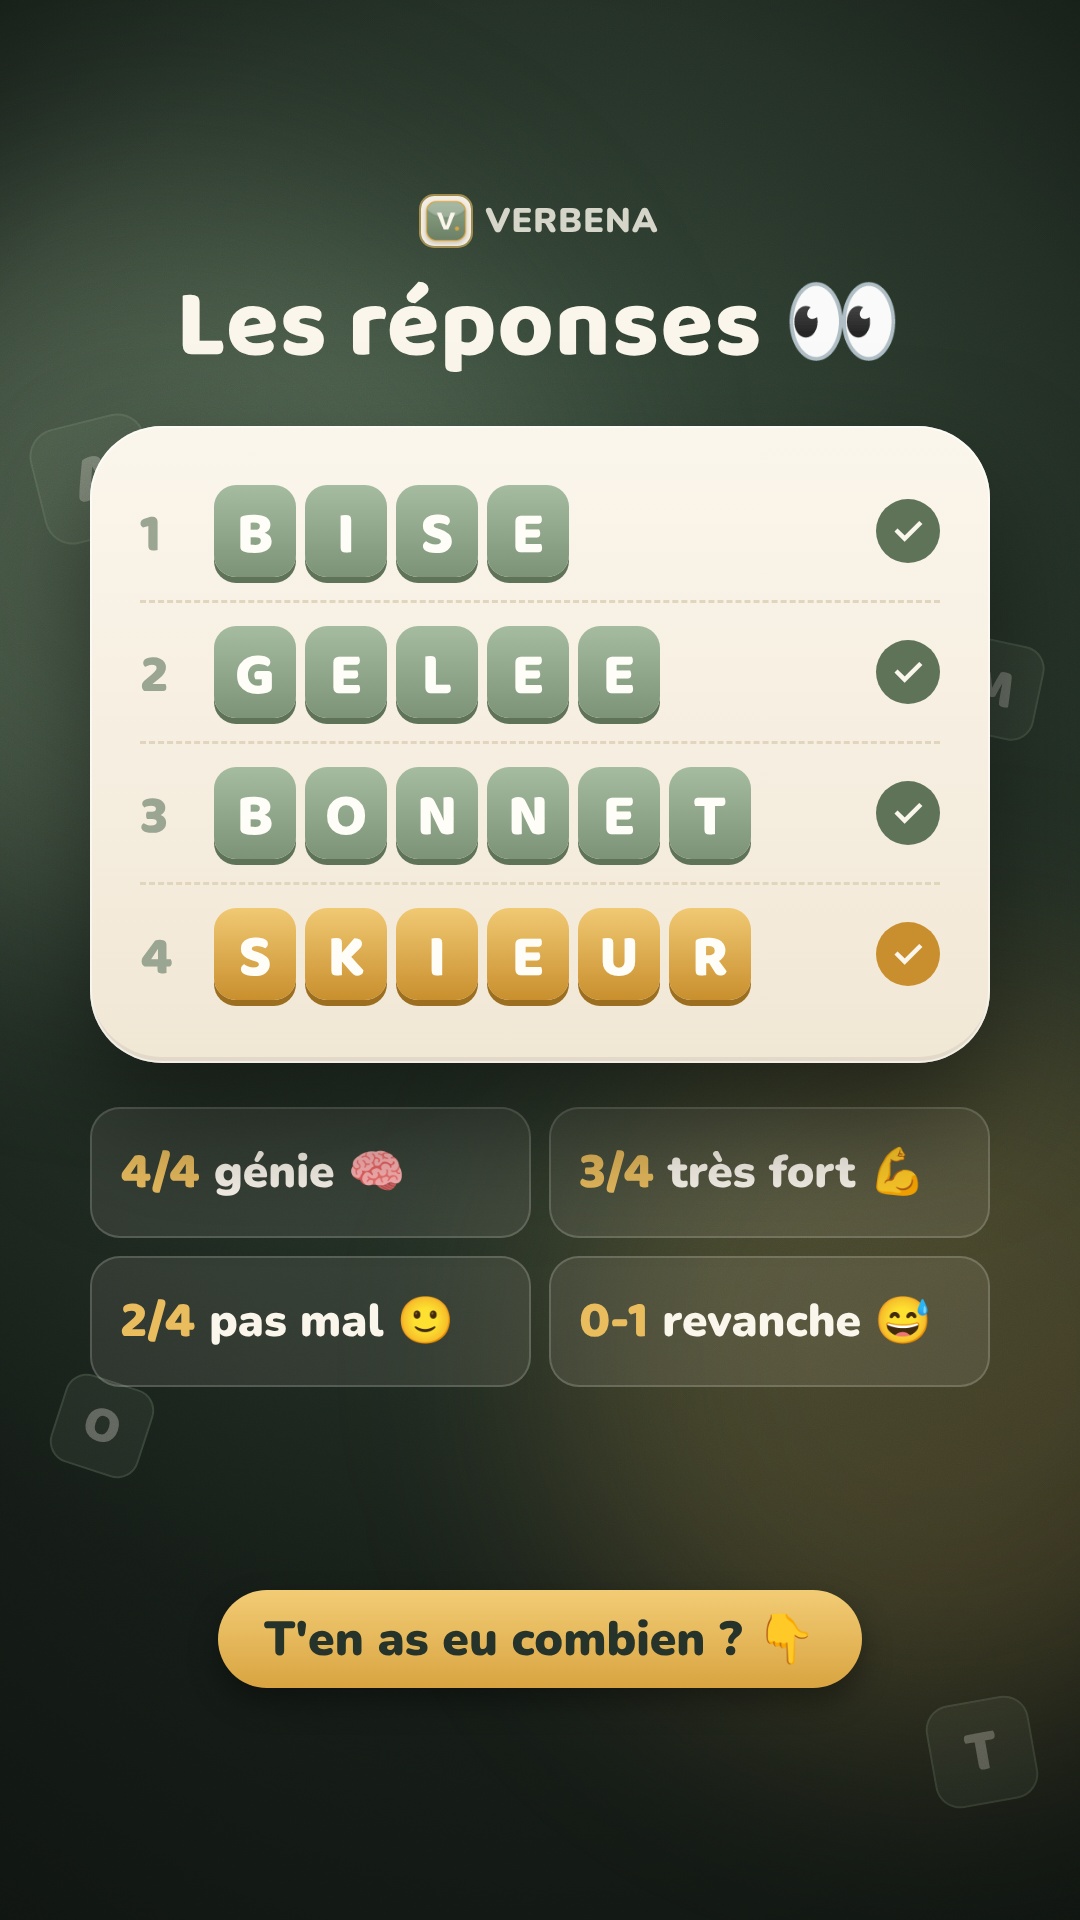 V. VERBENA
Les réponses 👀
1 BISE
2 GELEE
3 BONNET
4 SKIEUR
4/4 génie 🧠
3/4 très fort 💪
2/4 pas mal 🙂
0-1 revanche 😅
T'en as eu combien ? 👇
M
O
T